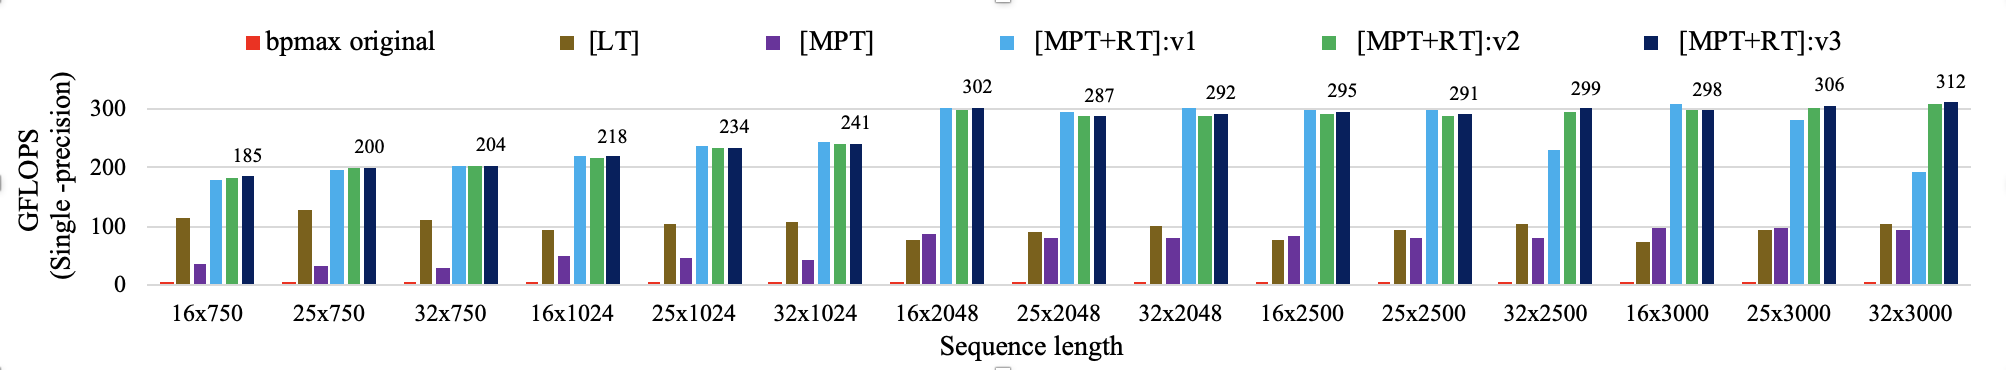 bpmax original [LT] [MPT] [MPT+RT]:v1 [MPT+RT]:v2 [MPT+RT]:v3
GFLOPS
(Single -precision)
300
200
100
0
185 200 204 218 234 241 302 287 292 295 291 299 298 306 312
16x750 25x750 32x750 16x1024 25x1024 32x1024 16x2048 25x2048 32x2048 16x2500 25x2500 32x2500 16x3000 25x3000 32x3000
Sequence length